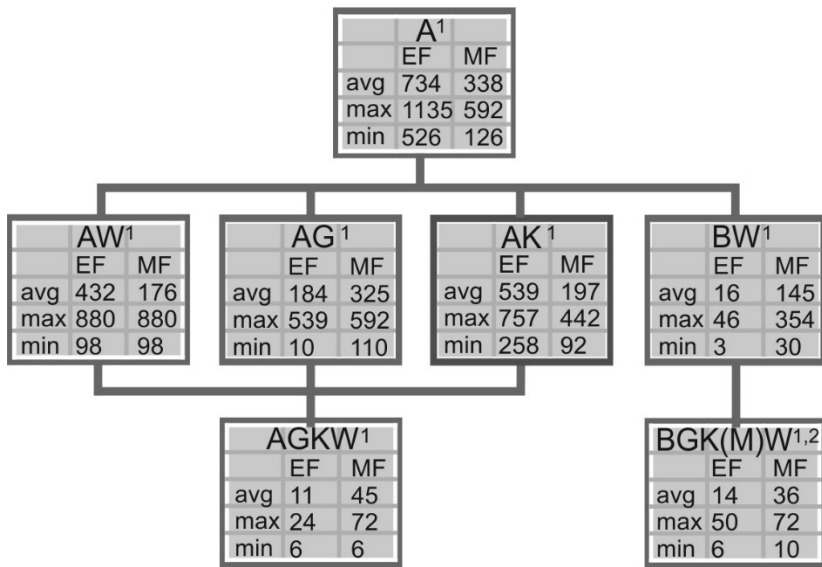 A¹
EF MF
avg 734 338
max 1135 592
min 526 126
AW¹
EF MF
avg 432 176
max 880 880
min 98 98
AG¹
EF MF
avg 184 325
max 539 592
min 10 110
AK¹
EF MF
avg 539 197
max 757 442
min 258 92
BW¹
EF MF
avg 16 145
max 46 354
min 3 30
AGKW¹
EF MF
avg 11 45
max 24 72
min 6 6
BGK(M)W¹,²
EF MF
avg 14 36
max 50 72
min 6 10